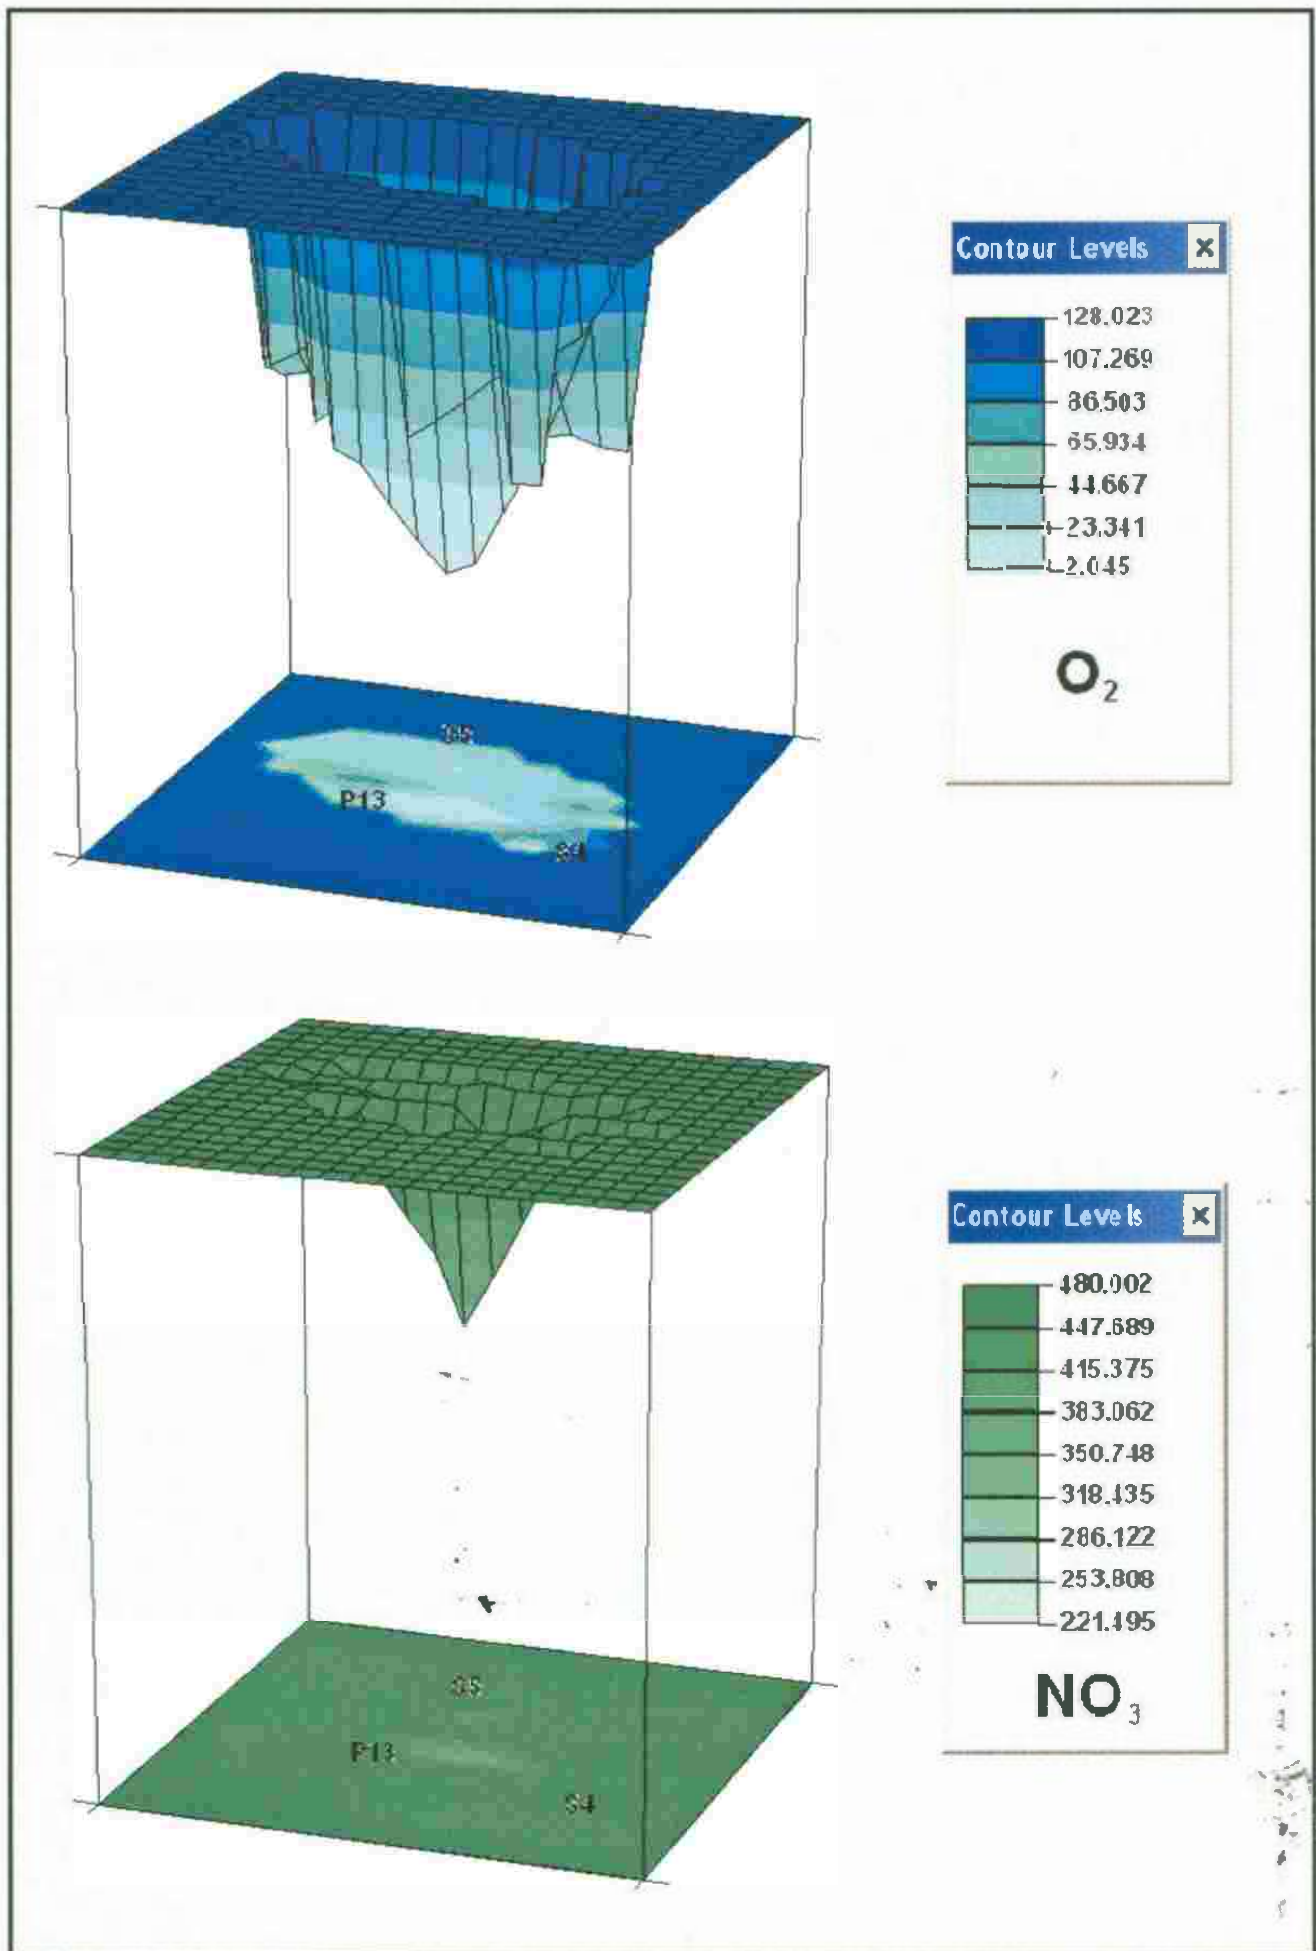 Contour Levels
128.023
107.269
86.503
65.934
44.667
23.341
2.045
O₂
S5
P13
S4
Contour Levels
480.002
447.689
415.375
383.062
350.748
318.435
286.122
253.808
221.495
NO₃
S5
P13
S4